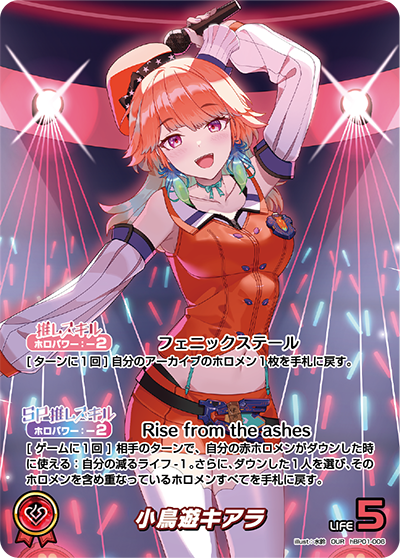 推しスキル
ホロパワー：-2
フェニックステール
[ターンに1回]自分のアーカイブのホロメン1枚を手札に戻す。
SP推しスキル
ホロパワー：-2
Rise from the ashes
[ゲームに1回]相手のターンで、自分の赤ホロメンがダウンした時
に使える：自分の減るライフ-1。さらに、ダウンした1人を選び、その
ホロメンを含め重なっているホロメンすべてを手札に戻す。
小鳥遊キアラ
LIFE 5
illust：水鈴 OUR hBP01-006